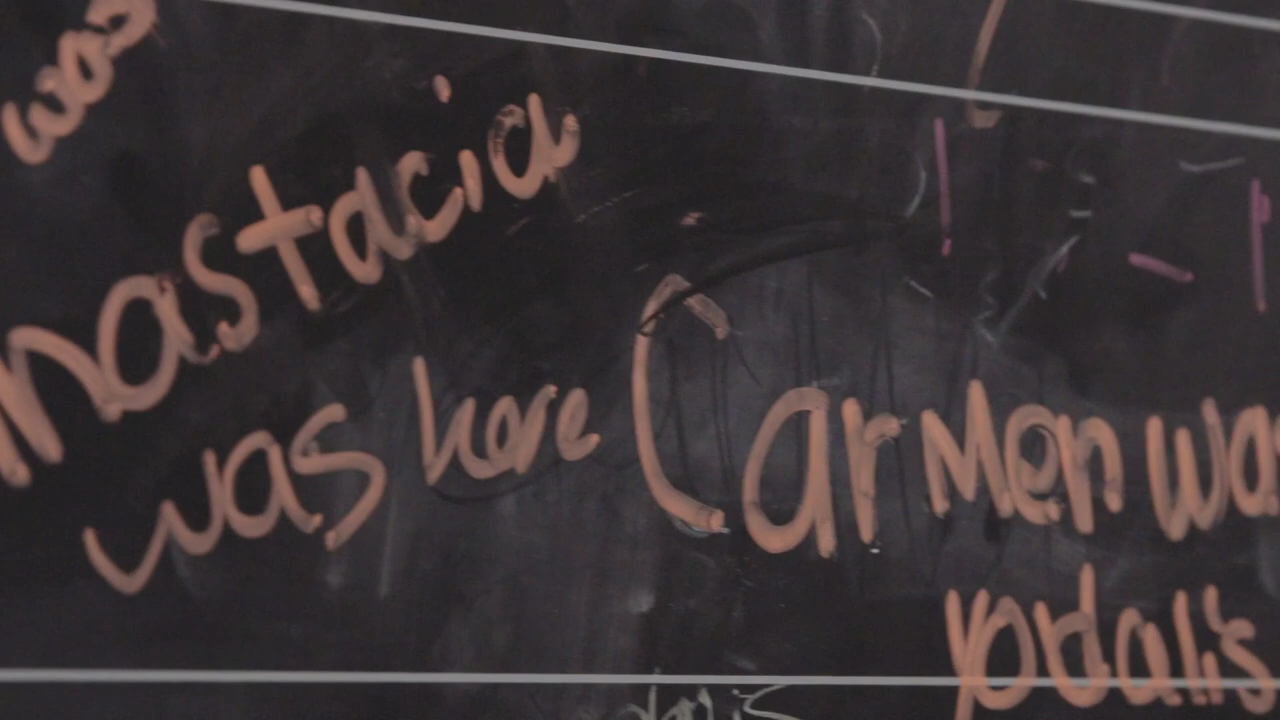 was
nastacia
was here
Carmen wa
yodalis